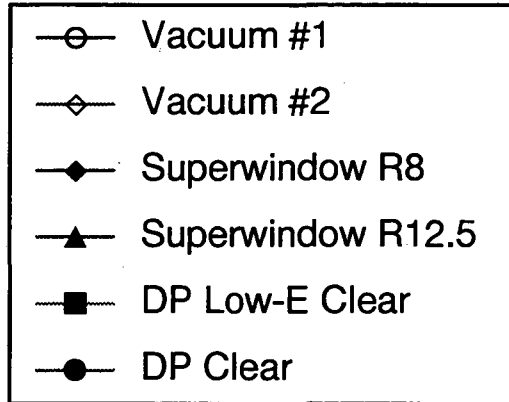 Vacuum #1
Vacuum #2
Superwindow R8
Superwindow R12.5
DP Low-E Clear
DP Clear